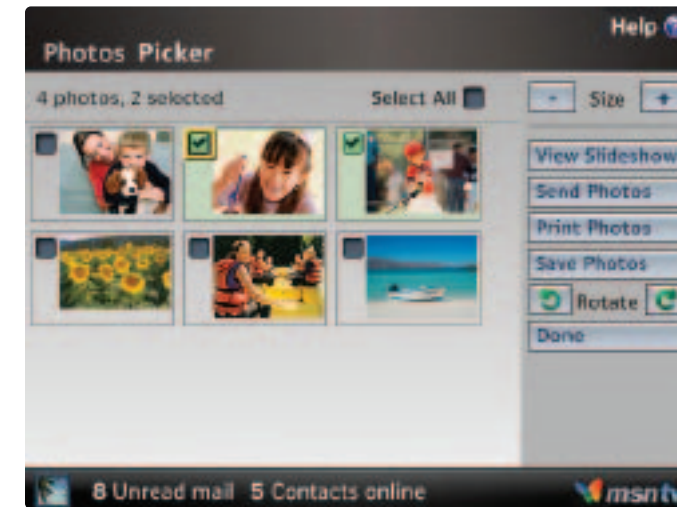 Help
Photos Picker
4 photos, 2 selected
Select All
- Size +
View Slideshow
Send Photos
Print Photos
Save Photos
Rotate
Done
8 Unread mail 5 Contacts online
msn tv